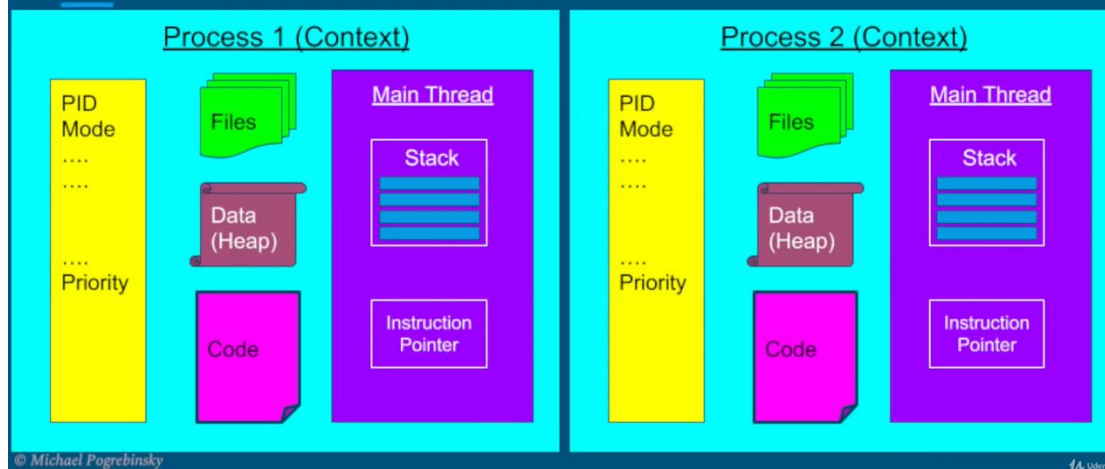 Process 1 (Context)
PID
Mode
....
....
....
Priority
Files
Data
(Heap)
Code
Main Thread
Stack
Instruction
Pointer
Process 2 (Context)
PID
Mode
....
....
....
Priority
Files
Data
(Heap)
Code
Main Thread
Stack
Instruction
Pointer
© Michael Pogrebinsky